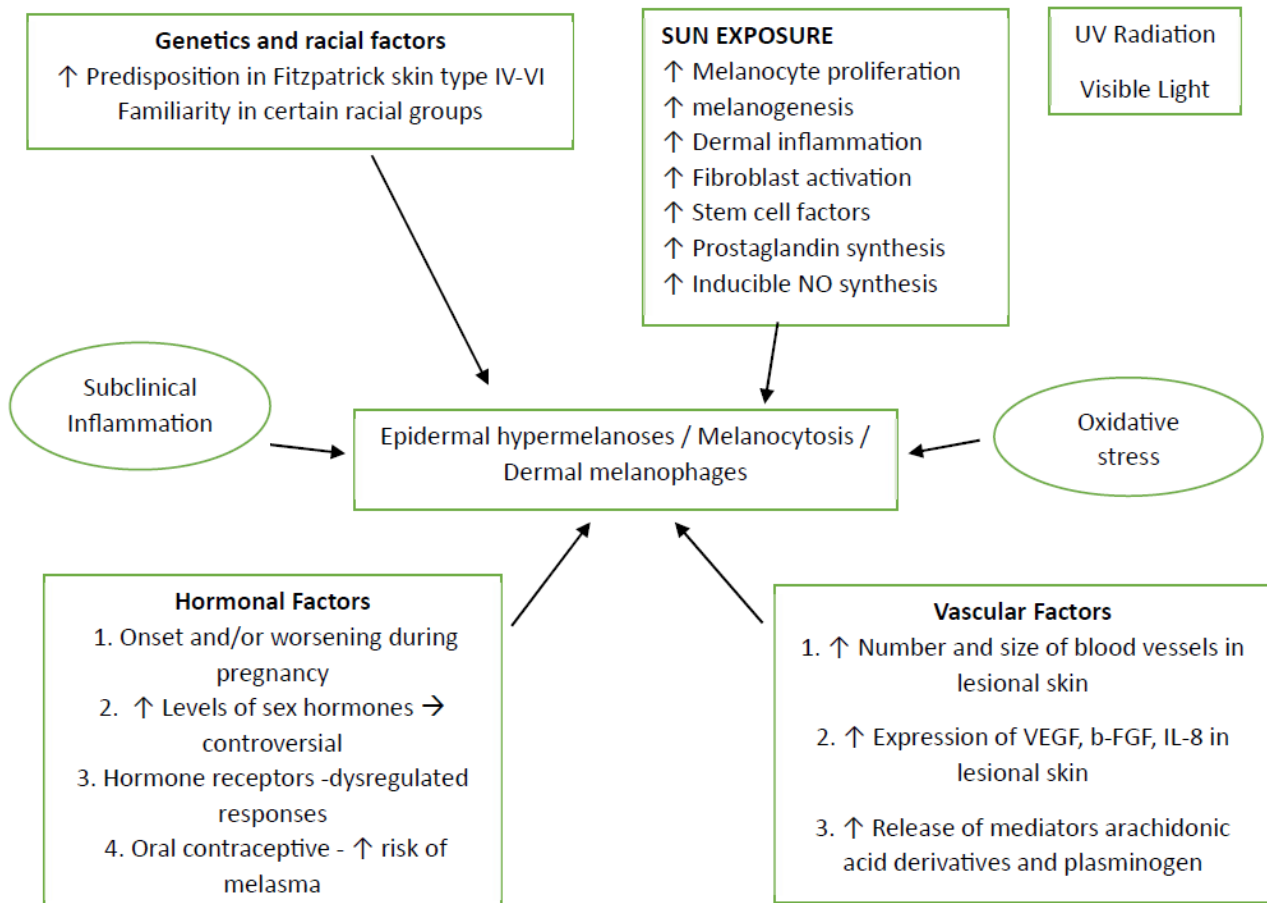 Genetics and racial factors
↑ Predisposition in Fitzpatrick skin type IV-VI
Familiarity in certain racial groups
SUN EXPOSURE
↑ Melanocyte proliferation
↑ melanogenesis
↑ Dermal inflammation
↑ Fibroblast activation
↑ Stem cell factors
↑ Prostaglandin synthesis
↑ Inducible NO synthesis
UV Radiation
Visible Light
Subclinical
Inflammation
Epidermal hypermelanoses / Melanocytosis /
Dermal melanophages
Oxidative
stress
Hormonal Factors
1. Onset and/or worsening during
pregnancy
2. ↑ Levels of sex hormones →
controversial
3. Hormone receptors -dysregulated
responses
4. Oral contraceptive - ↑ risk of
melasma
Vascular Factors
1. ↑ Number and size of blood vessels in
lesional skin
2. ↑ Expression of VEGF, b-FGF, IL-8 in
lesional skin
3. ↑ Release of mediators arachidonic
acid derivatives and plasminogen